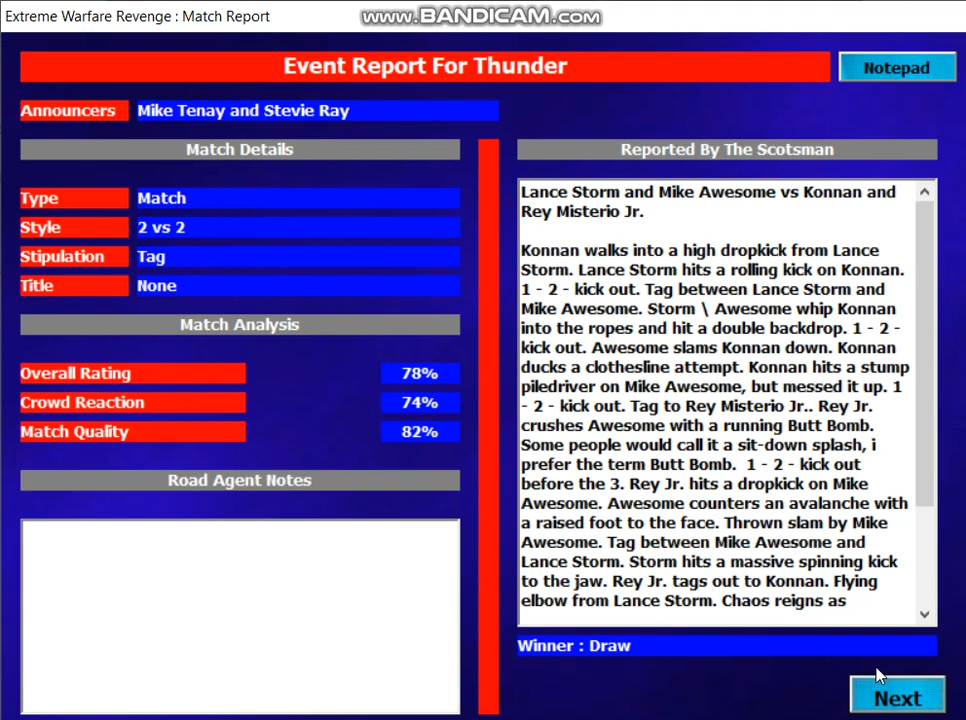 Extreme Warfare Revenge : Match Report
www.BANDICAM.com
Event Report For Thunder
Notepad
Announcers
Mike Tenay and Stevie Ray
Match Details
Type
Match
Style
2 vs 2
Stipulation
Tag
Title
None
Match Analysis
Overall Rating
78%
Crowd Reaction
74%
Match Quality
82%
Road Agent Notes
Reported By The Scotsman
Lance Storm and Mike Awesome vs Konnan and
Rey Misterio Jr.
Konnan walks into a high dropkick from Lance
Storm. Lance Storm hits a rolling kick on Konnan.
1 - 2 - kick out. Tag between Lance Storm and
Mike Awesome. Storm \ Awesome whip Konnan
into the ropes and hit a double backdrop. 1 - 2 -
kick out. Awesome slams Konnan down. Konnan
ducks a clothesline attempt. Konnan hits a stump
piledriver on Mike Awesome, but messed it up. 1
- 2 - kick out. Tag to Rey Misterio Jr.. Rey Jr.
crushes Awesome with a running Butt Bomb.
Some people would call it a sit-down splash, i
prefer the term Butt Bomb.  1 - 2 - kick out
before the 3. Rey Jr. hits a dropkick on Mike
Awesome. Awesome counters an avalanche with
a raised foot to the face. Thrown slam by Mike
Awesome. Tag between Mike Awesome and
Lance Storm. Storm hits a massive spinning kick
to the jaw. Rey Jr. tags out to Konnan. Flying
elbow from Lance Storm. Chaos reigns as
Winner : Draw
Next